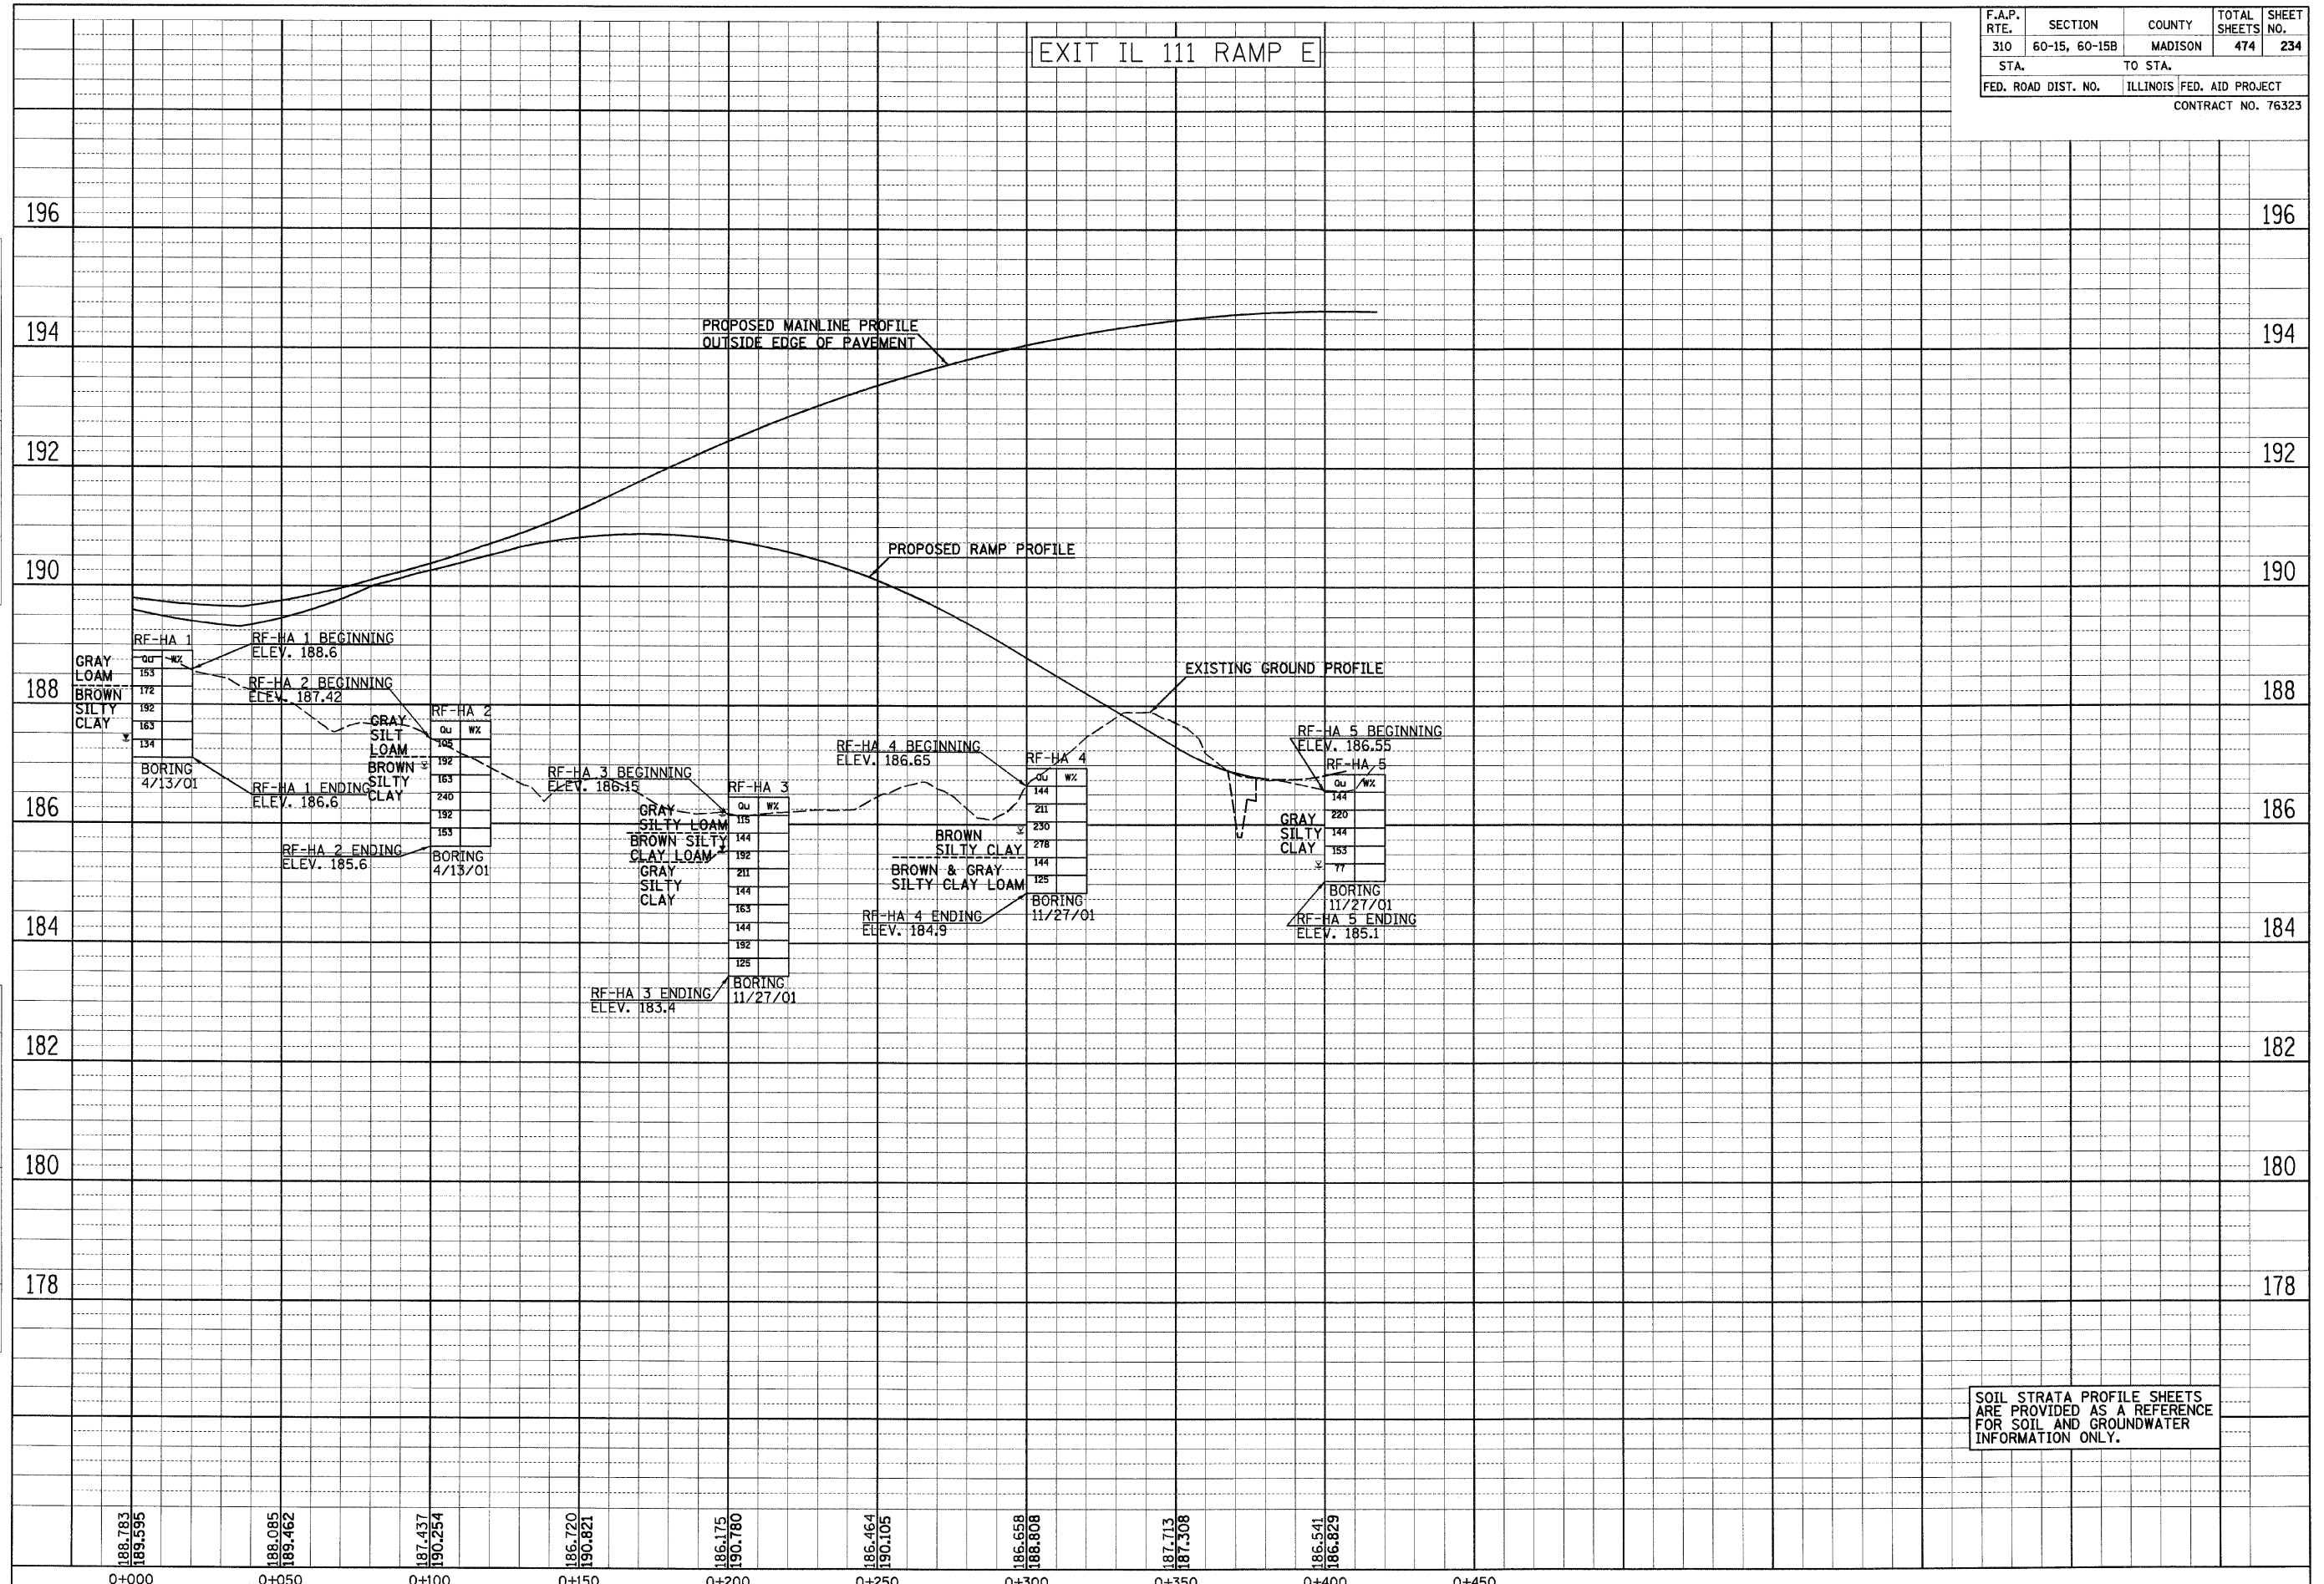 EXIT IL 111 RAMP E
F.A.P. RTE. SECTION COUNTY TOTAL SHEETS SHEET NO.
310 60-15, 60-15B MADISON 474 234
STA. TO STA.
FED. ROAD DIST. NO. ILLINOIS FED. AID PROJECT
CONTRACT NO. 76323
196 196
194 194
192 192
190 190
188 188
186 186
184 184
182 182
180 180
178 178
PROPOSED MAINLINE PROFILE
OUTSIDE EDGE OF PAVEMENT
PROPOSED RAMP PROFILE
EXISTING GROUND PROFILE
RF-HA 1
Qu W%
153
172
192
163
134
GRAY
LOAM
BROWN
SILTY
CLAY
BORING
4/13/01
RF-HA 1 BEGINNING
ELEV. 188.6
RF-HA 1 ENDING
ELEV. 186.6
RF-HA 2 BEGINNING
ELEV. 187.42
RF-HA 2
Qu W%
105
192
163
240
192
153
GRAY
SILT
LOAM
BROWN
SILTY
CLAY
BORING
4/13/01
RF-HA 2 ENDING
ELEV. 185.6
RF-HA 3 BEGINNING
ELEV. 186.15
RF-HA 3
Qu W%
115
144
192
211
144
163
144
192
125
GRAY
SILTY LOAM
BROWN SILTY
CLAY LOAM
GRAY
SILTY
CLAY
BORING
11/27/01
RF-HA 3 ENDING
ELEV. 183.4
RF-HA 4 BEGINNING
ELEV. 186.65
RF-HA 4
Qu W%
144
211
230
278
144
125
BROWN
SILTY CLAY
BROWN & GRAY
SILTY CLAY LOAM
BORING
11/27/01
RF-HA 4 ENDING
ELEV. 184.9
RF-HA 5 BEGINNING
ELEV. 186.55
RF-HA 5
Qu W%
144
220
144
153
77
GRAY
SILTY
CLAY
BORING
11/27/01
RF-HA 5 ENDING
ELEV. 185.1
SOIL STRATA PROFILE SHEETS
ARE PROVIDED AS A REFERENCE
FOR SOIL AND GROUNDWATER
INFORMATION ONLY.
188.783
189.595
188.085
189.462
187.437
190.254
186.720
190.821
186.175
190.780
186.464
190.105
186.658
188.808
187.713
187.308
186.541
186.829
0+000 0+050 0+100 0+150 0+200 0+250 0+300 0+350 0+400 0+450